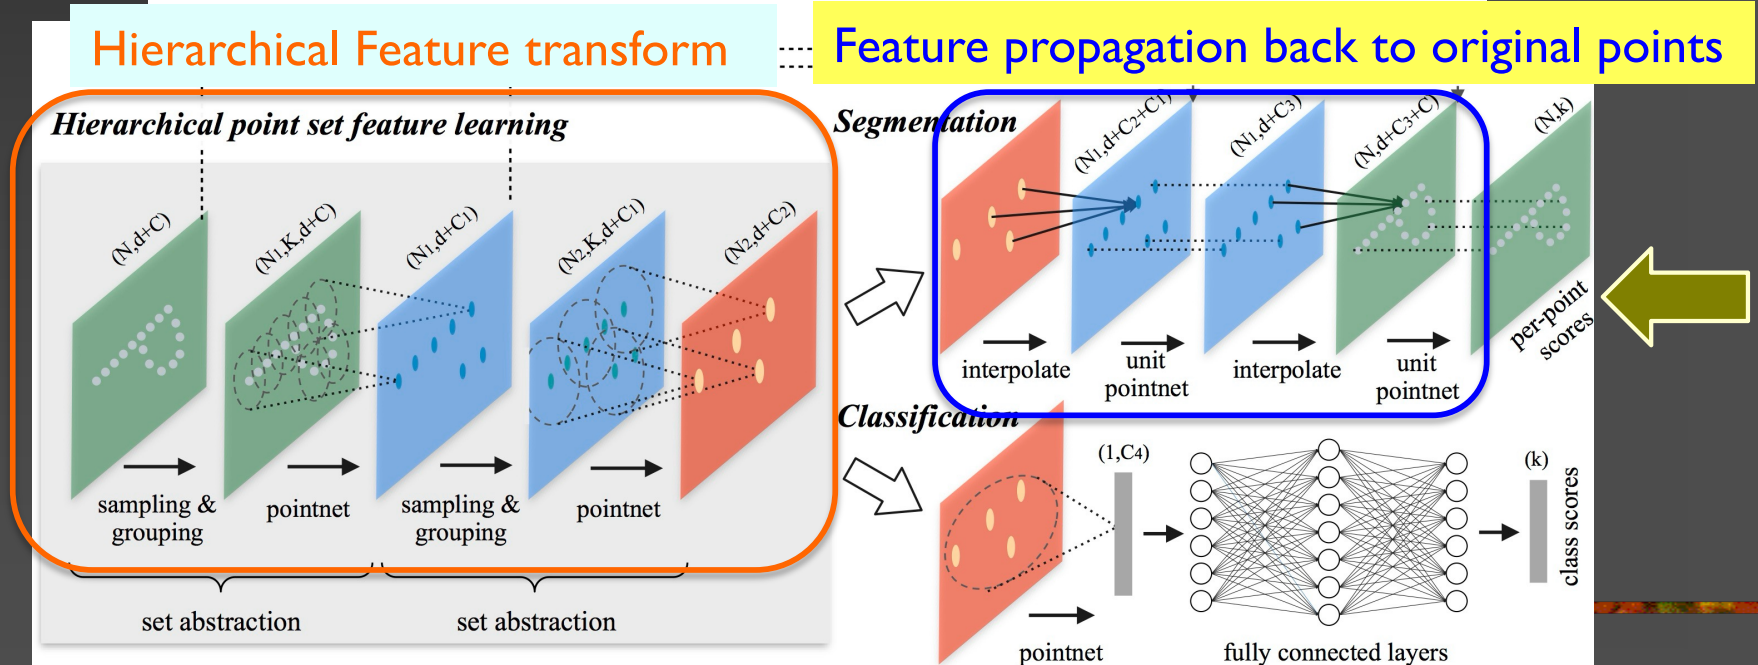 Hierarchical Feature transform
Feature propagation back to original points
Hierarchical point set feature learning
(N,d+C)
(N1,K,d+C)
(N1,d+C1)
(N2,K,d+C1)
(N2,d+C2)
sampling &
grouping
pointnet
sampling &
grouping
pointnet
set abstraction
set abstraction
Segmentation
(N1,d+C2+C1)
(N1,d+C3)
(N,d+C3+C)
(N,k)
interpolate
unit
pointnet
interpolate
unit
pointnet
per-point
scores
Classification
(1,C4)
(k)
class scores
pointnet
fully connected layers